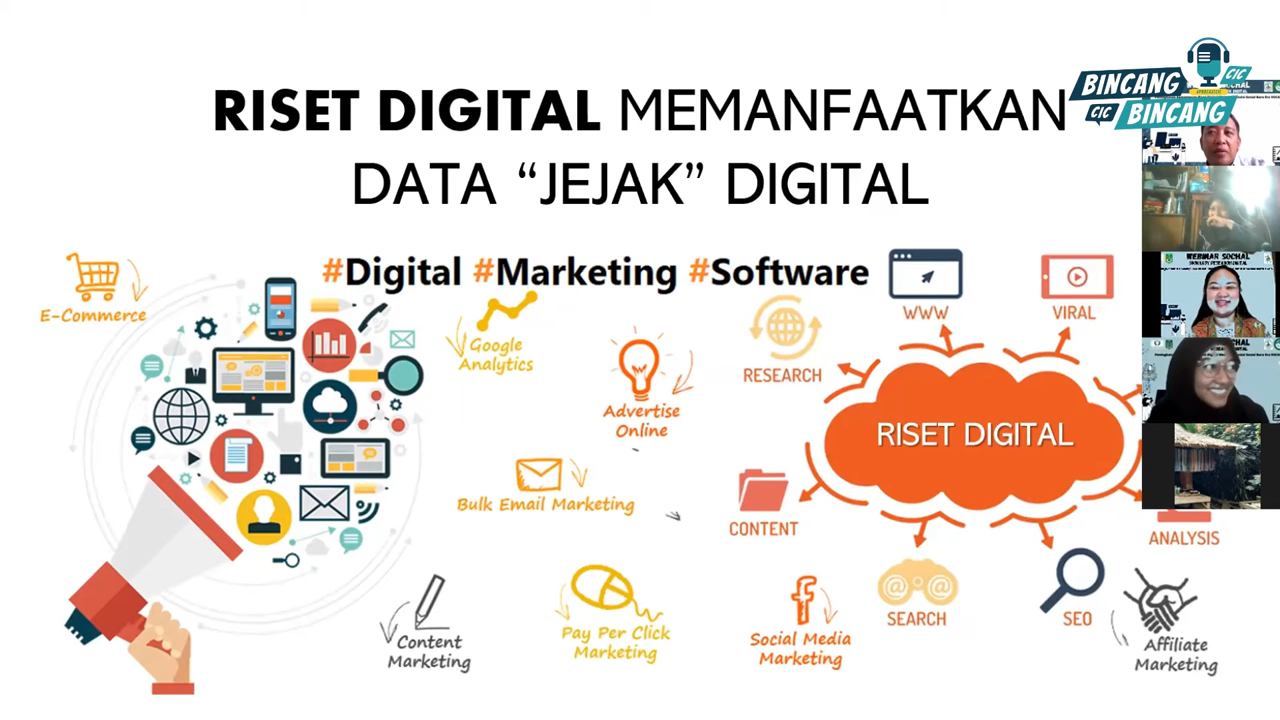 RISET DIGITAL MEMANFAATKAN
DATA “JEJAK” DIGITAL
BINCANG
CIC
CIC
BINCANG
#Digital #Marketing #Software
E-Commerce
Google
Analytics
Advertise
Online
Bulk Email Marketing
Content
Marketing
Pay Per Click
Marketing
Social Media
Marketing
Affiliate
Marketing
WWW
VIRAL
RESEARCH
RISET DIGITAL
CONTENT
SEARCH
SEO
ANALYSIS
WEBINAR SOCHAL